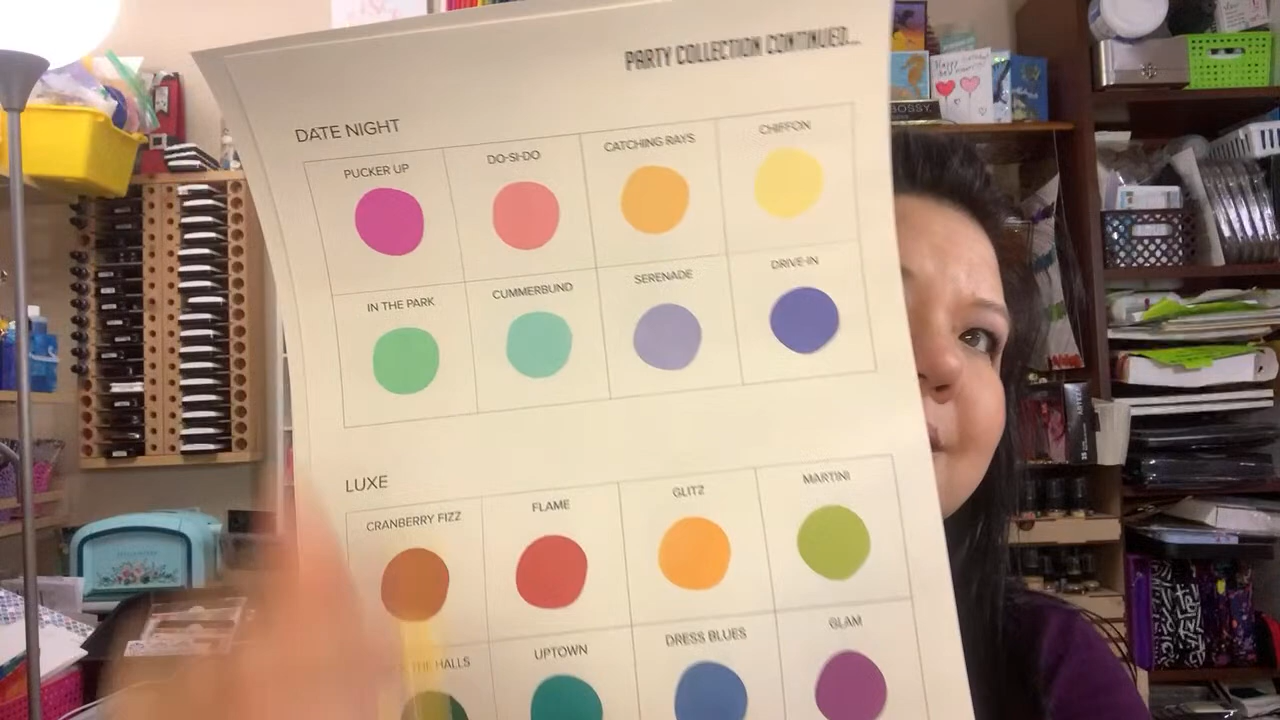 PARTY COLLECTION CONTINUED...
DATE NIGHT
PUCKER UP DO-SI-DO CATCHING RAYS CHIFFON
IN THE PARK CUMMERBUND SERENADE DRIVE-IN
LUXE
CRANBERRY FIZZ FLAME GLITZ MARTINI
THE HALLS UPTOWN DRESS BLUES GLAM
BOSSY.
Happy